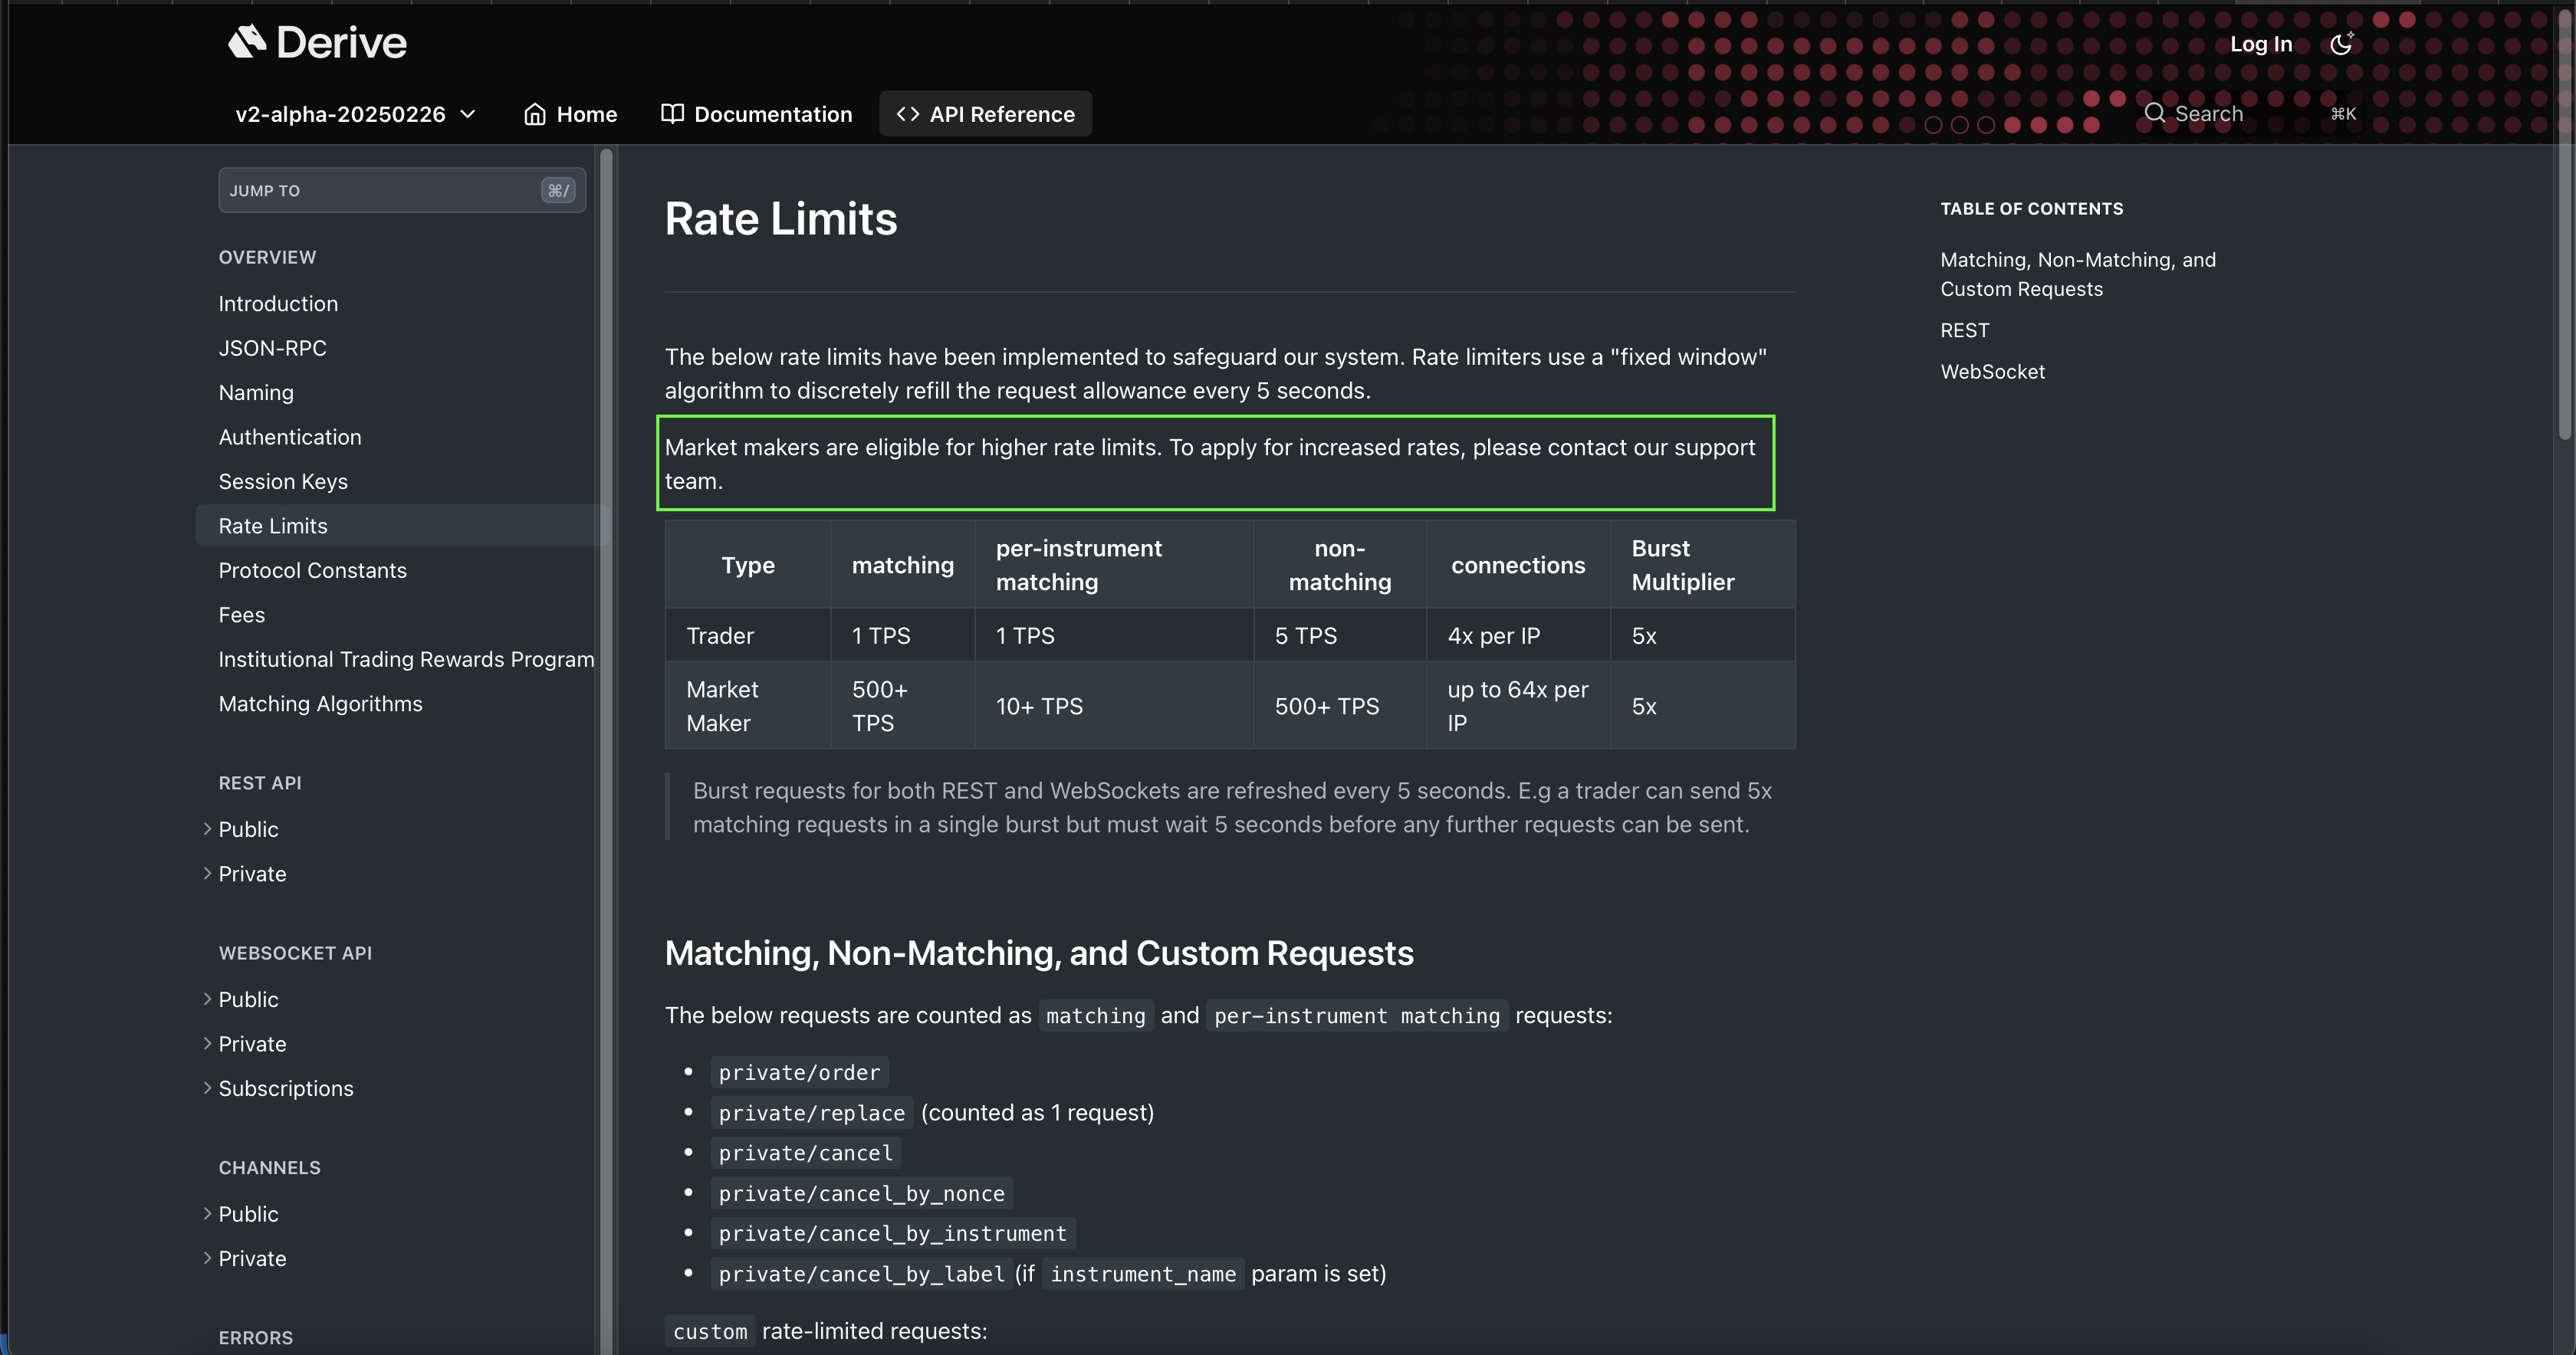 Derive
Log In
v2-alpha-20250226
Home
Documentation
API Reference
Search
⌘K
JUMP TO
⌘/
OVERVIEW
Introduction
JSON-RPC
Naming
Authentication
Session Keys
Rate Limits
Protocol Constants
Fees
Institutional Trading Rewards Program
Matching Algorithms
REST API
Public
Private
WEBSOCKET API
Public
Private
Subscriptions
CHANNELS
Public
Private
ERRORS
Rate Limits
The below rate limits have been implemented to safeguard our system. Rate limiters use a "fixed window"
algorithm to discretely refill the request allowance every 5 seconds.
Market makers are eligible for higher rate limits. To apply for increased rates, please contact our support
team.
Type matching per-instrument matching non-matching connections Burst Multiplier
Trader 1 TPS 1 TPS 5 TPS 4x per IP 5x
Market Maker 500+ TPS 10+ TPS 500+ TPS up to 64x per IP 5x
Burst requests for both REST and WebSockets are refreshed every 5 seconds. E.g a trader can send 5x
matching requests in a single burst but must wait 5 seconds before any further requests can be sent.
Matching, Non-Matching, and Custom Requests
The below requests are counted as matching and per-instrument matching requests:
• private/order
• private/replace (counted as 1 request)
• private/cancel
• private/cancel_by_nonce
• private/cancel_by_instrument
• private/cancel_by_label (if instrument_name param is set)
custom rate-limited requests:
TABLE OF CONTENTS
Matching, Non-Matching, and
Custom Requests
REST
WebSocket